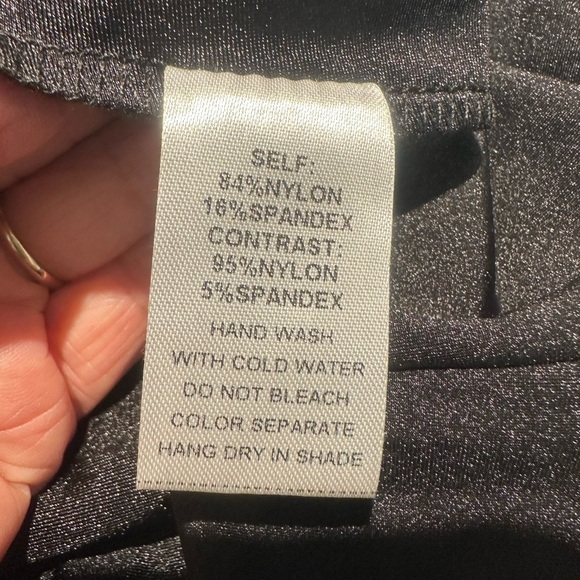 SELF:
84%NYLON
16%SPANDEX
CONTRAST:
95%NYLON
5%SPANDEX
HAND WASH
WITH COLD WATER
DO NOT BLEACH
COLOR SEPARATE
HANG DRY IN SHADE